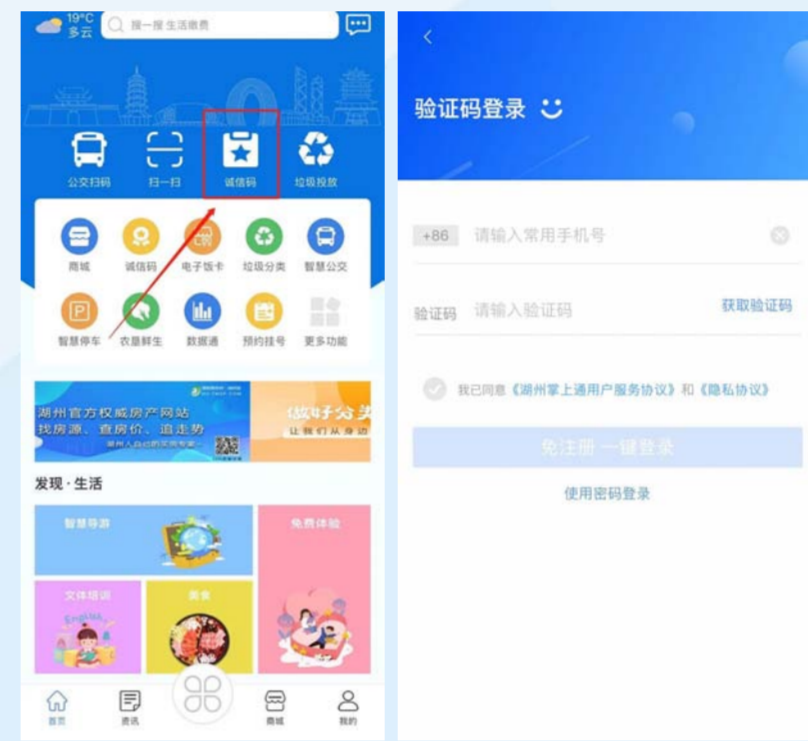 19°C
多云
搜一搜 生活缴费
公交扫码
扫一扫
诚信码
垃圾投放
商城
诚信码
电子饭卡
垃圾分类
智慧公交
智慧停车
农垦鲜生
数据通
预约挂号
更多功能
湖州官方权威房产网站
找房源、查房价、追走势
做好分类
让我们从身边
发现·生活
智慧导游
免费体验
文体培训
English
美食
首页
资讯
商城
我的
验证码登录
+86
请输入常用手机号
验证码
请输入验证码
获取验证码
我已同意《湖州掌上通用户服务协议》和《隐私协议》
免注册 一键登录
使用密码登录